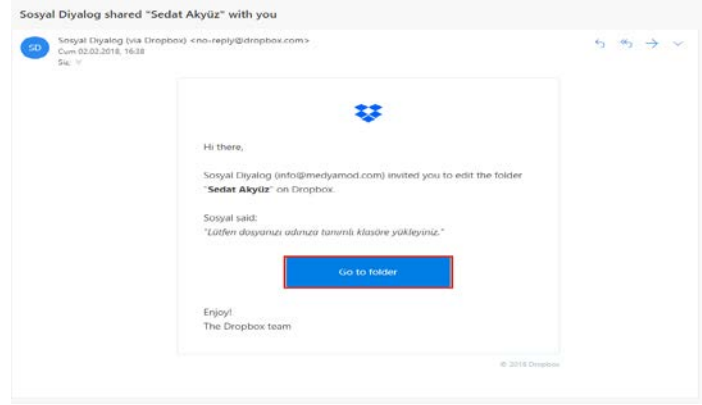 Sosyal Diyalog shared "Sedat Akyüz" with you
SD
Sosyal Diyalog (via Dropbox) <no-reply@dropbox.com>
Cum 02.02.2018, 16:28
Siz
Hi there,
Sosyal Diyalog (info@medyamod.com) invited you to edit the folder
"Sedat Akyüz" on Dropbox.
Sosyal said:
"Lütfen dosyanızı adınıza tanımlı klasöre yükleyiniz."
Go to folder
Enjoy!
The Dropbox team
© 2018 Dropbox